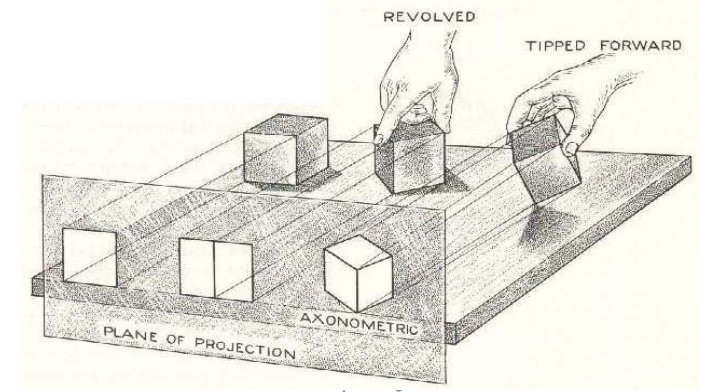 REVOLVED
TIPPED FORWARD
AXONOMETRIC
PLANE OF PROJECTION